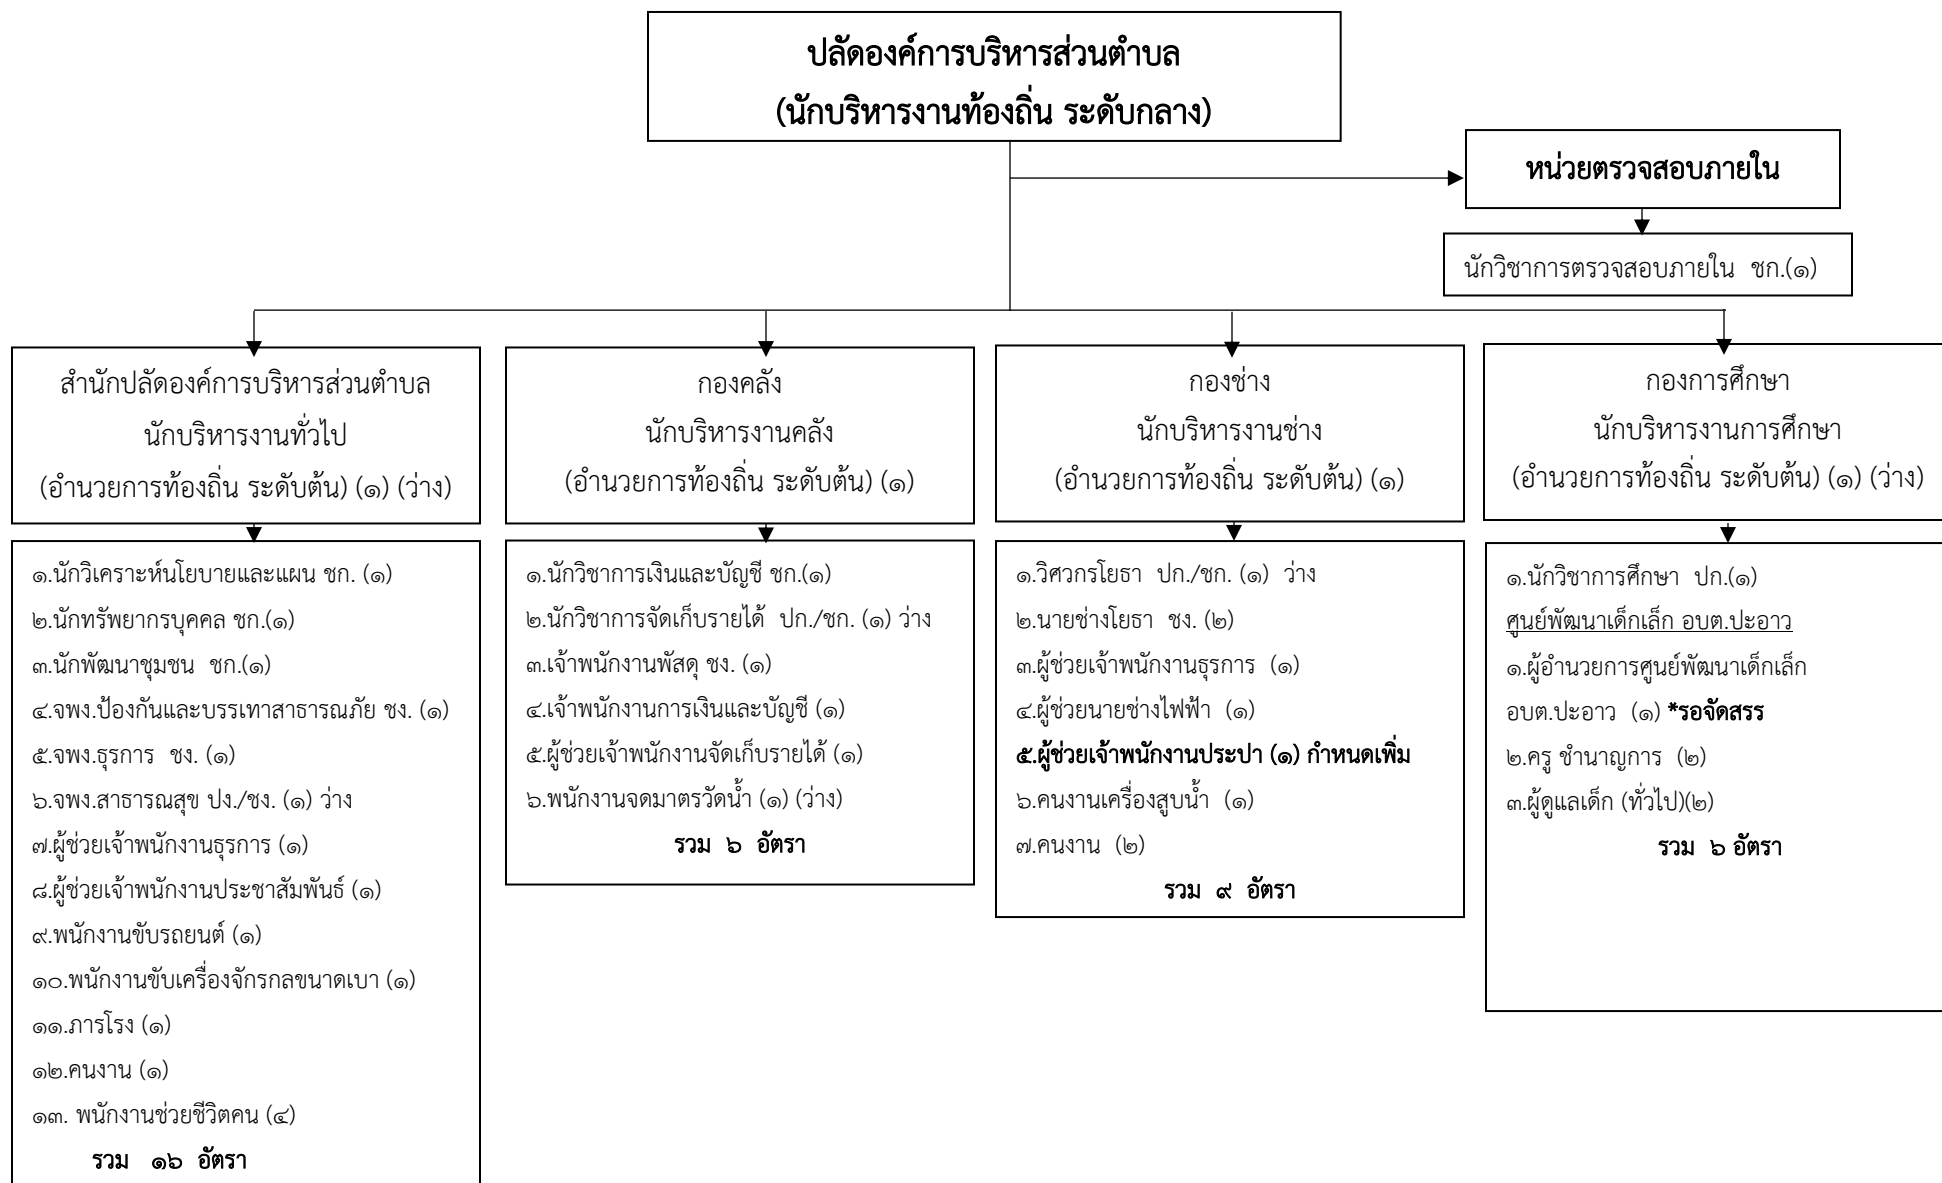 ปลัดองค์การบริหารส่วนตำบล
(นักบริหารงานท้องถิ่น ระดับกลาง)
หน่วยตรวจสอบภายใน
นักวิชาการตรวจสอบภายใน ชก.(๑)
สำนักปลัดองค์การบริหารส่วนตำบล
นักบริหารงานทั่วไป
(อำนวยการท้องถิ่น ระดับต้น) (๑) (ว่าง)
๑.นักวิเคราะห์นโยบายและแผน ชก. (๑)
๒.นักทรัพยากรบุคคล ชก.(๑)
๓.นักพัฒนาชุมชน ชก.(๑)
๔.จพง.ป้องกันและบรรเทาสาธารณภัย ชง. (๑)
๕.จพง.ธุรการ ชง. (๑)
๖.จพง.สาธารณสุข ปง./ชง. (๑) ว่าง
๗.ผู้ช่วยเจ้าพนักงานธุรการ (๑)
๘.ผู้ช่วยเจ้าพนักงานประชาสัมพันธ์ (๑)
๙.พนักงานขับรถยนต์ (๑)
๑๐.พนักงานขับเครื่องจักรกลขนาดเบา (๑)
๑๑.ภารโรง (๑)
๑๒.คนงาน (๑)
๑๓. พนักงานช่วยชีวิตคน (๔)
รวม ๑๖ อัตรา
กองคลัง
นักบริหารงานคลัง
(อำนวยการท้องถิ่น ระดับต้น) (๑)
๑.นักวิชาการเงินและบัญชี ชก.(๑)
๒.นักวิชาการจัดเก็บรายได้ ปก./ชก. (๑) ว่าง
๓.เจ้าพนักงานพัสดุ ชง. (๑)
๔.เจ้าพนักงานการเงินและบัญชี (๑)
๕.ผู้ช่วยเจ้าพนักงานจัดเก็บรายได้ (๑)
๖.พนักงานจดมาตรวัดน้ำ (๑) (ว่าง)
รวม ๖ อัตรา
กองช่าง
นักบริหารงานช่าง
(อำนวยการท้องถิ่น ระดับต้น) (๑)
๑.วิศวกรโยธา ปก./ชก. (๑) ว่าง
๒.นายช่างโยธา ชง. (๒)
๓.ผู้ช่วยเจ้าพนักงานธุรการ (๑)
๔.ผู้ช่วยนายช่างไฟฟ้า (๑)
๕.ผู้ช่วยเจ้าพนักงานประปา (๑) กำหนดเพิ่ม
๖.คนงานเครื่องสูบน้ำ (๑)
๗.คนงาน (๒)
รวม ๙ อัตรา
กองการศึกษา
นักบริหารงานการศึกษา
(อำนวยการท้องถิ่น ระดับต้น) (๑) (ว่าง)
๑.นักวิชาการศึกษา ปก.(๑)
ศูนย์พัฒนาเด็กเล็ก อบต.ปะอาว
๑.ผู้อำนวยการศูนย์พัฒนาเด็กเล็ก
อบต.ปะอาว (๑) *รอจัดสรร
๒.ครู ชำนาญการ (๒)
๓.ผู้ดูแลเด็ก (ทั่วไป)(๒)
รวม ๖ อัตรา